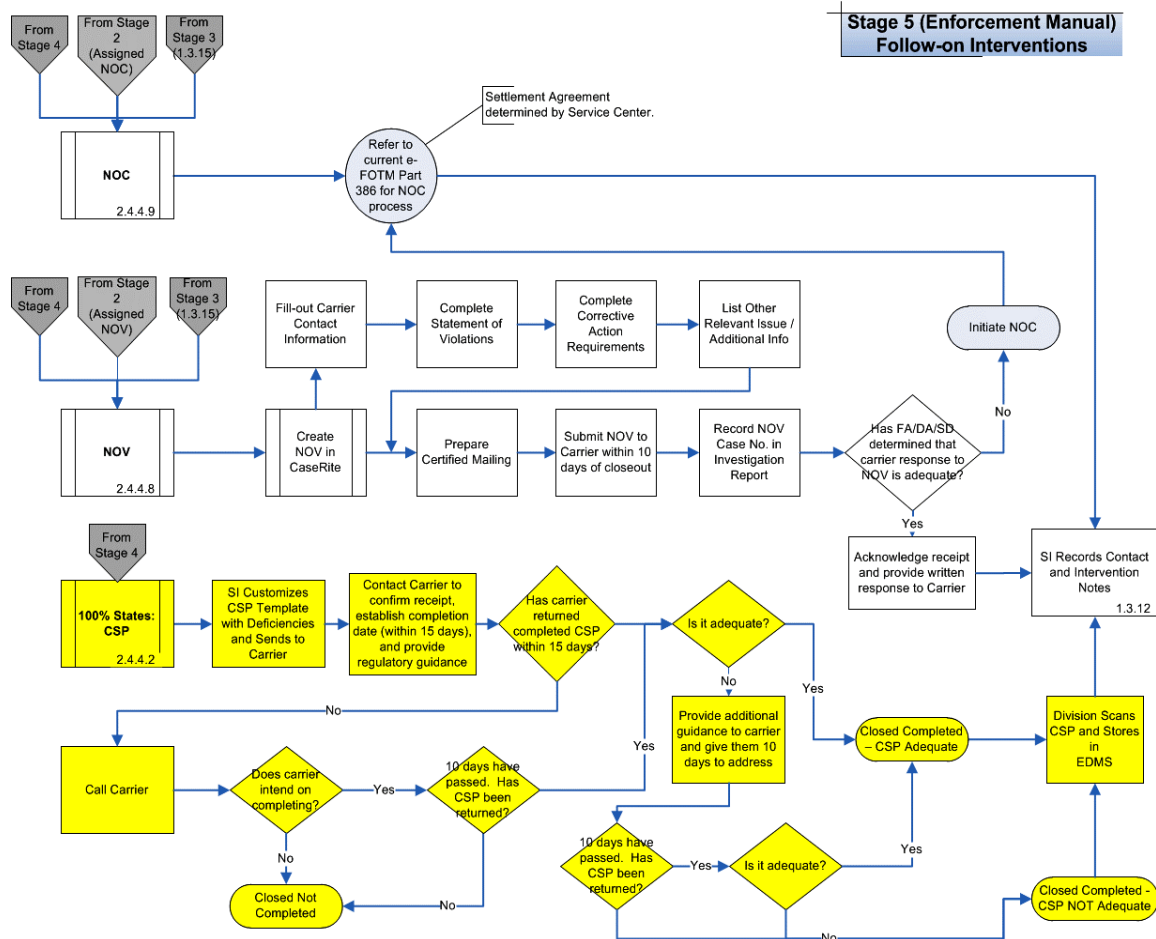 Stage 5 (Enforcement Manual)
Follow-on Interventions
From
Stage 4
From Stage
2
(Assigned
NOC)
From
Stage 3
(1.3.15)
Settlement Agreement
determined by Service Center.
NOC
2.4.4.9
Refer to
current e-
FOTM Part
386 for NOC
process
From
Stage 4
From Stage
2
(Assigned
NOV)
From
Stage 3
(1.3.15)
Fill-out Carrier
Contact
Information
Complete
Statement of
Violations
Complete
Corrective
Action
Requirements
List Other
Relevant Issue /
Additional Info
Initiate NOC
No
NOV
2.4.4.8
Create
NOV in
CaseRite
Prepare
Certified Mailing
Submit NOV to
Carrier within 10
days of closeout
Record NOV
Case No. in
Investigation
Report
Has FA/DA/SD
determined that
carrier response to
NOV is adequate?
Yes
From
Stage 4
Acknowledge receipt
and provide written
response to Carrier
SI Records Contact
and Intervention
Notes
1.3.12
100% States:
CSP
2.4.4.2
SI Customizes
CSP Template
with Deficiencies
and Sends to
Carrier
Contact Carrier to
confirm receipt,
establish completion
date (within 15 days),
and provide
regulatory guidance
Has carrier
returned
completed CSP
within 15 days?
Is it adequate?
No
Yes
No
Yes
Provide additional
guidance to carrier
and give them 10
days to address
Closed Completed
– CSP Adequate
Division Scans
CSP and Stores
in
EDMS
Call Carrier
Does carrier
intend on
completing?
Yes
10 days have
passed. Has
CSP been
returned?
No
No
Closed Not
Completed
10 days have
passed. Has
CSP been
returned?
Yes
Is it adequate?
Yes
No
Closed Completed -
CSP NOT Adequate